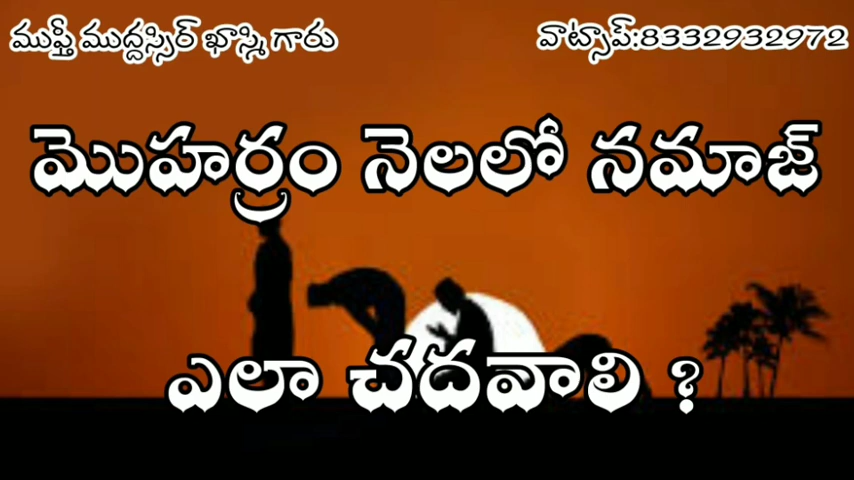 ముఫ్తీ ముద్దస్సిర్ ఖాస్మి గారు
వాట్సాప్:8332932972
మొహర్రం నెలలో నమాజ్
ఎలా చదవాలి ?